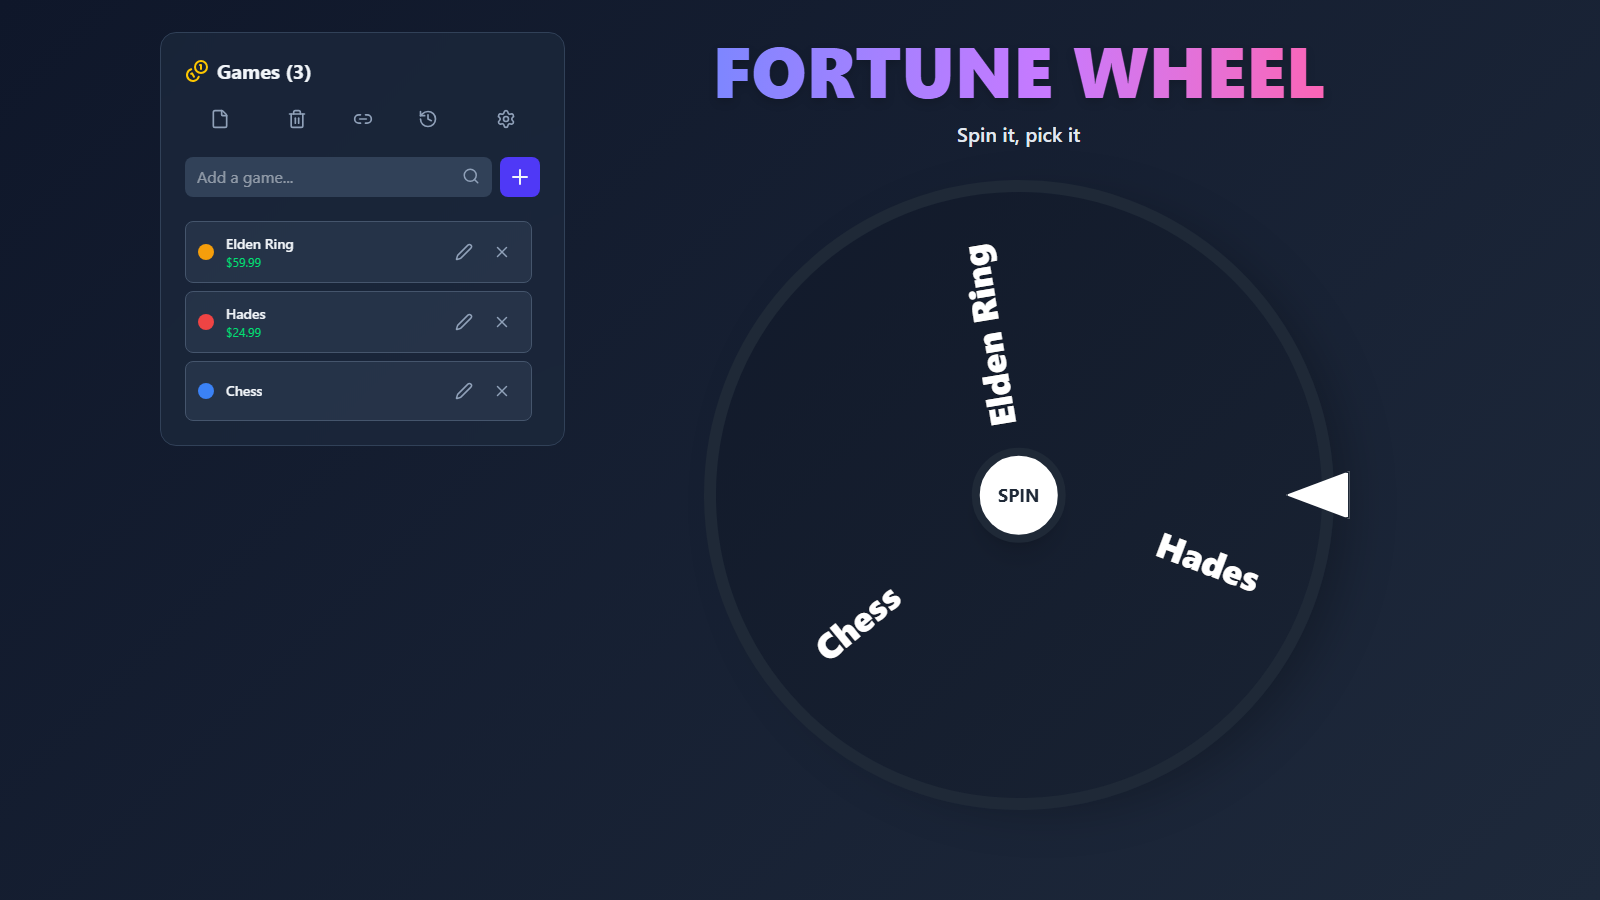 Games (3)
Add a game...
Elden Ring
$59.99
Hades
$24.99
Chess
FORTUNE WHEEL
Spin it, pick it
Elden Ring
SPIN
Hades
Chess